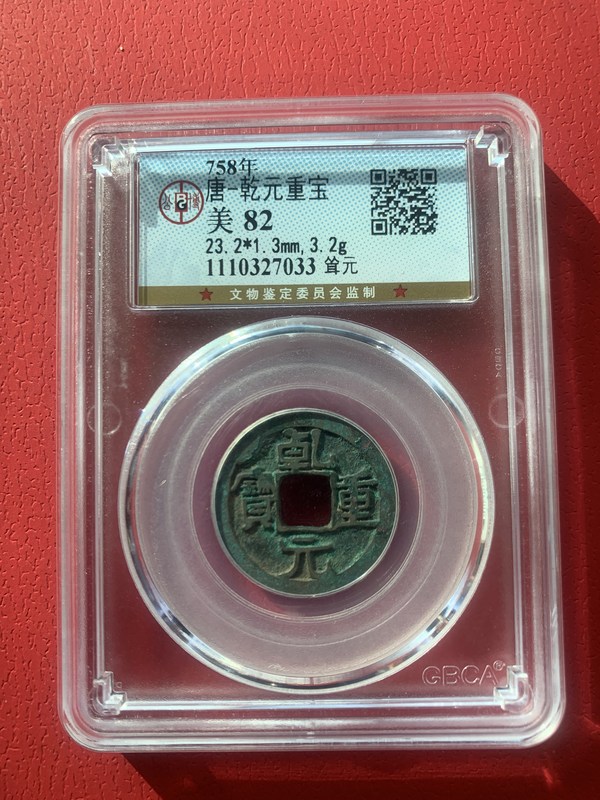 758年
唐-乾元重宝
美 82
23.2*1.3mm,3.2g
1110327033 耸元
文物鉴定委员会监制
乾
寶 重
元
GBCA®